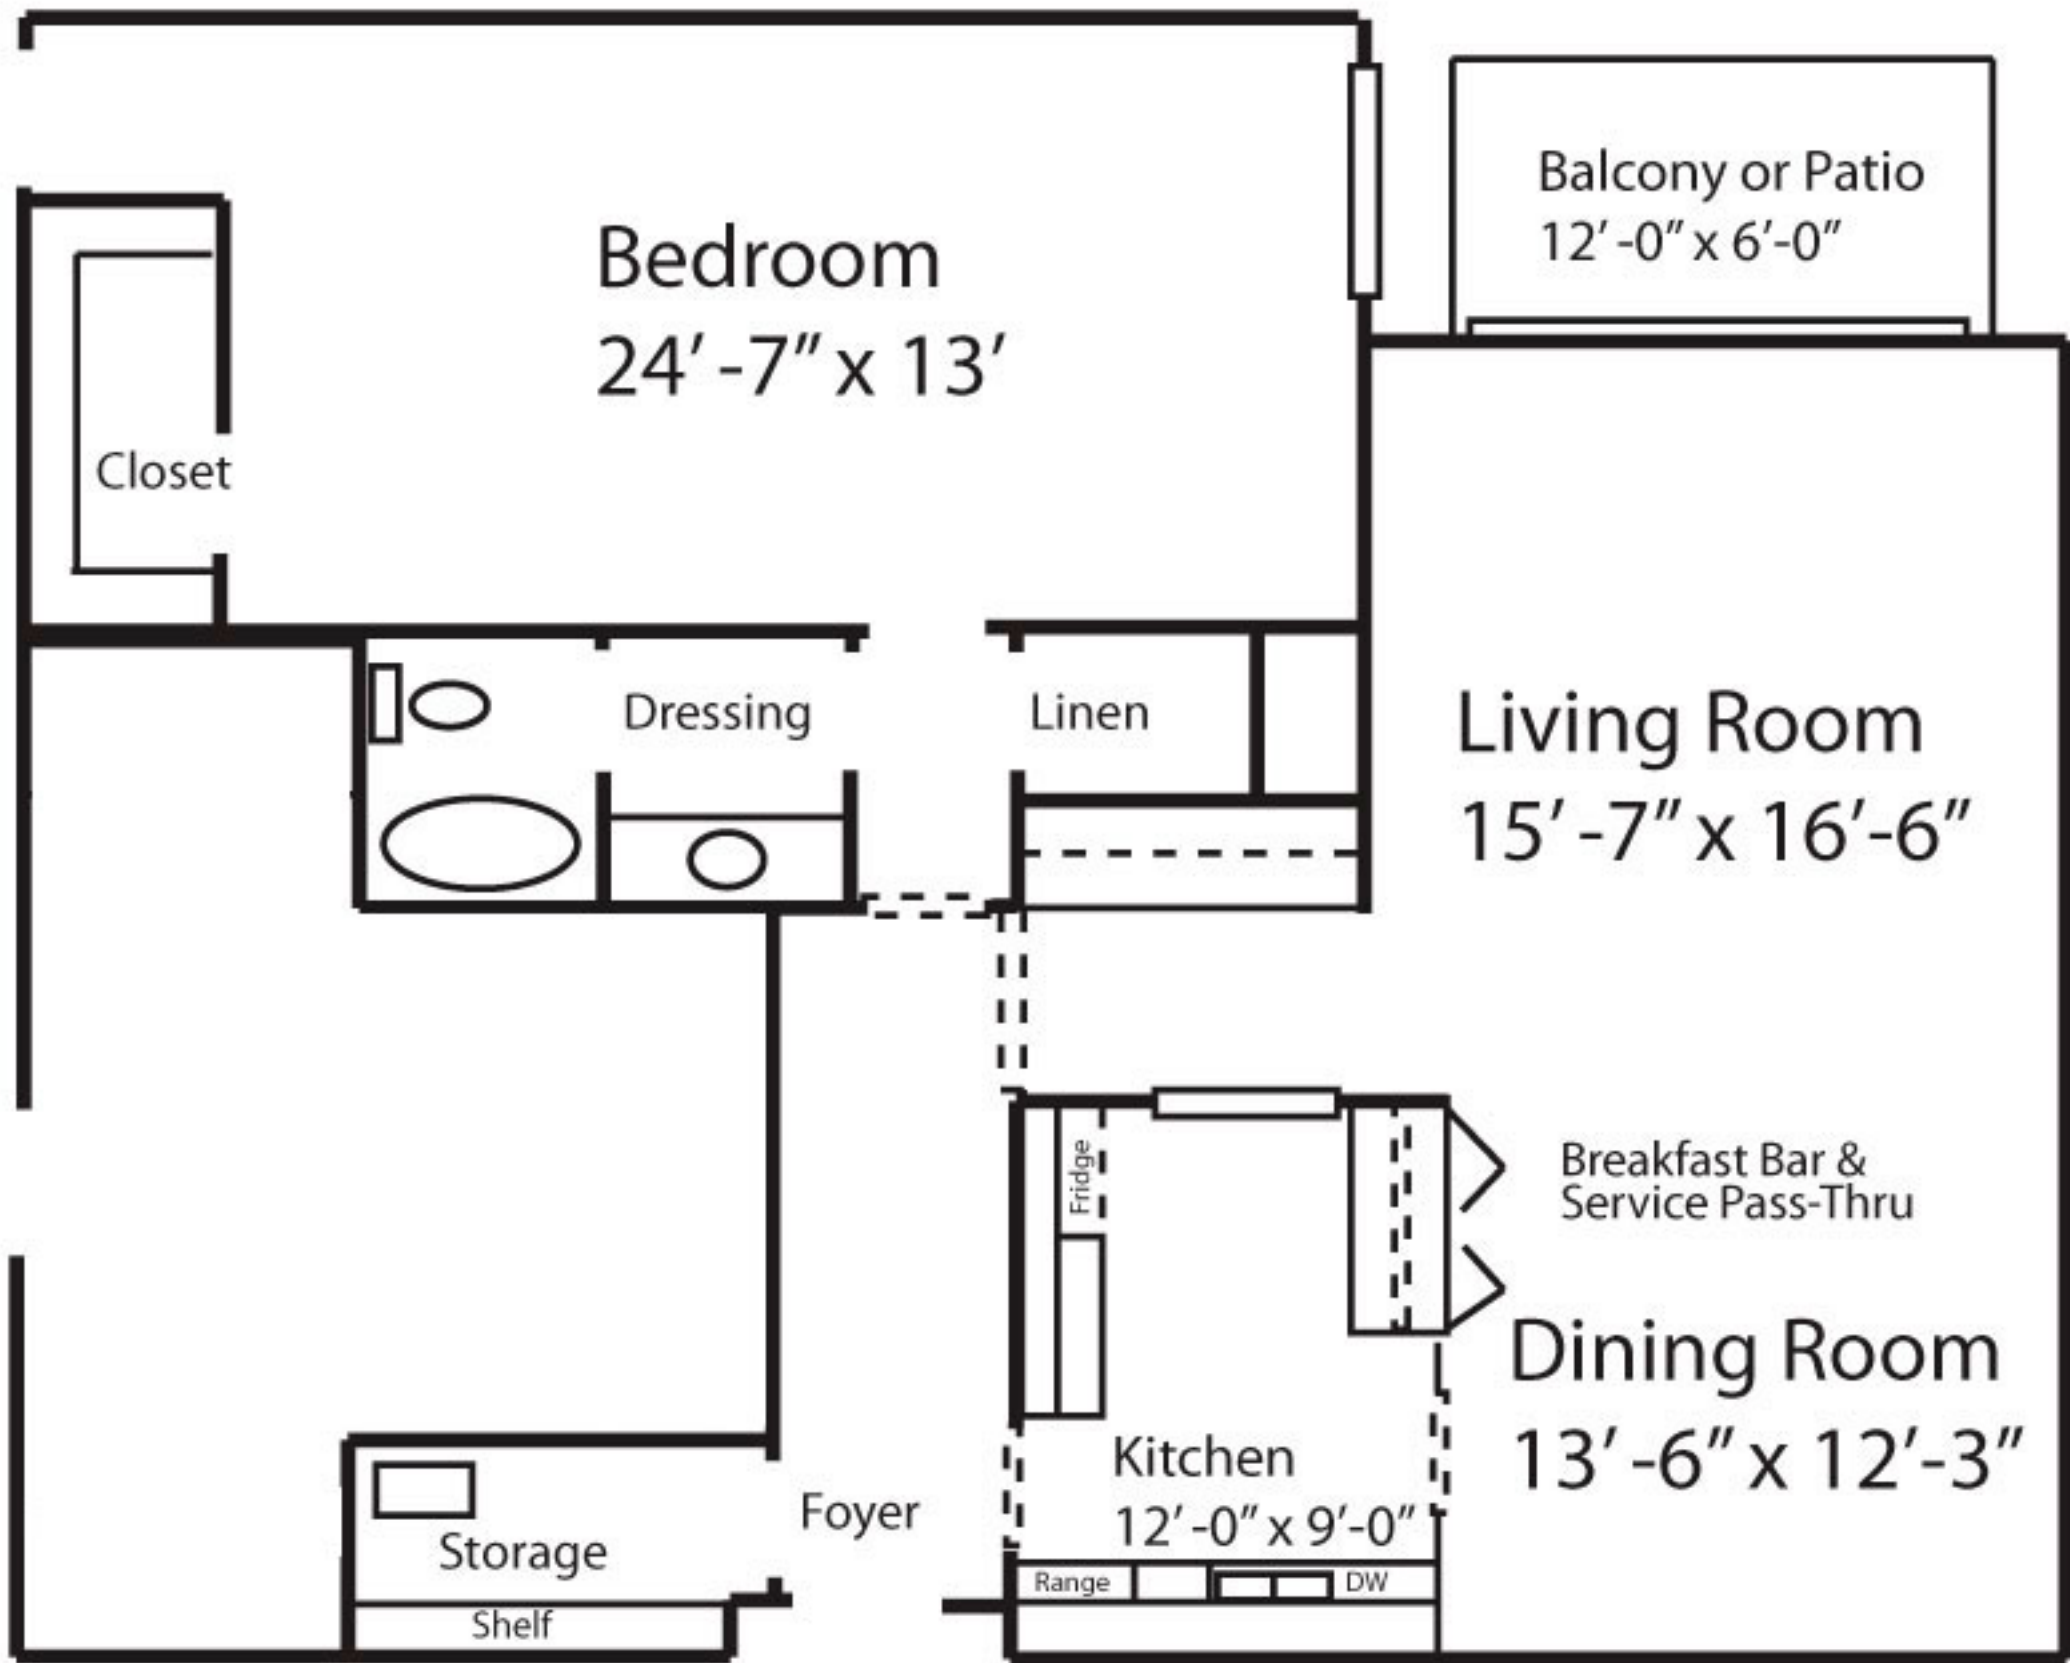 Bedroom
24' -7" x 13'
Balcony or Patio
12' -0" x 6'-0"
Closet
Dressing
Linen
Living Room
15' -7" x 16'-6"
Fridge
Breakfast Bar &
Service Pass-Thru
Dining Room
13' -6" x 12'-3"
Kitchen
12' -0" x 9'-0"
Foyer
Storage
Range
DW
Shelf